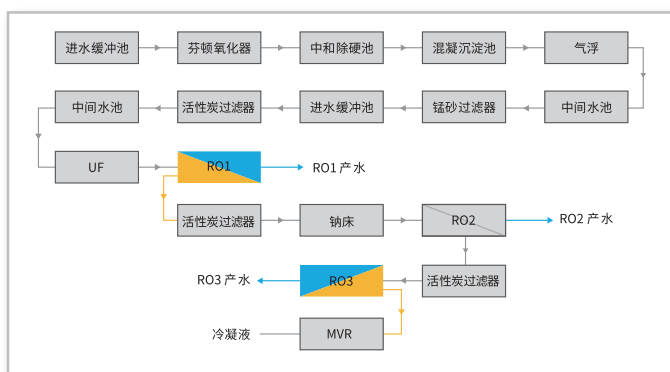 进水缓冲池 芬顿氧化器 中和除硬池 混凝沉淀池 气浮
中间水池 活性炭过滤器 进水缓冲池 锰砂过滤器 中间水池
UF RO1 RO1 产水
活性炭过滤器 钠床 RO2 RO2 产水
RO3 产水 RO3 活性炭过滤器
冷凝液 MVR